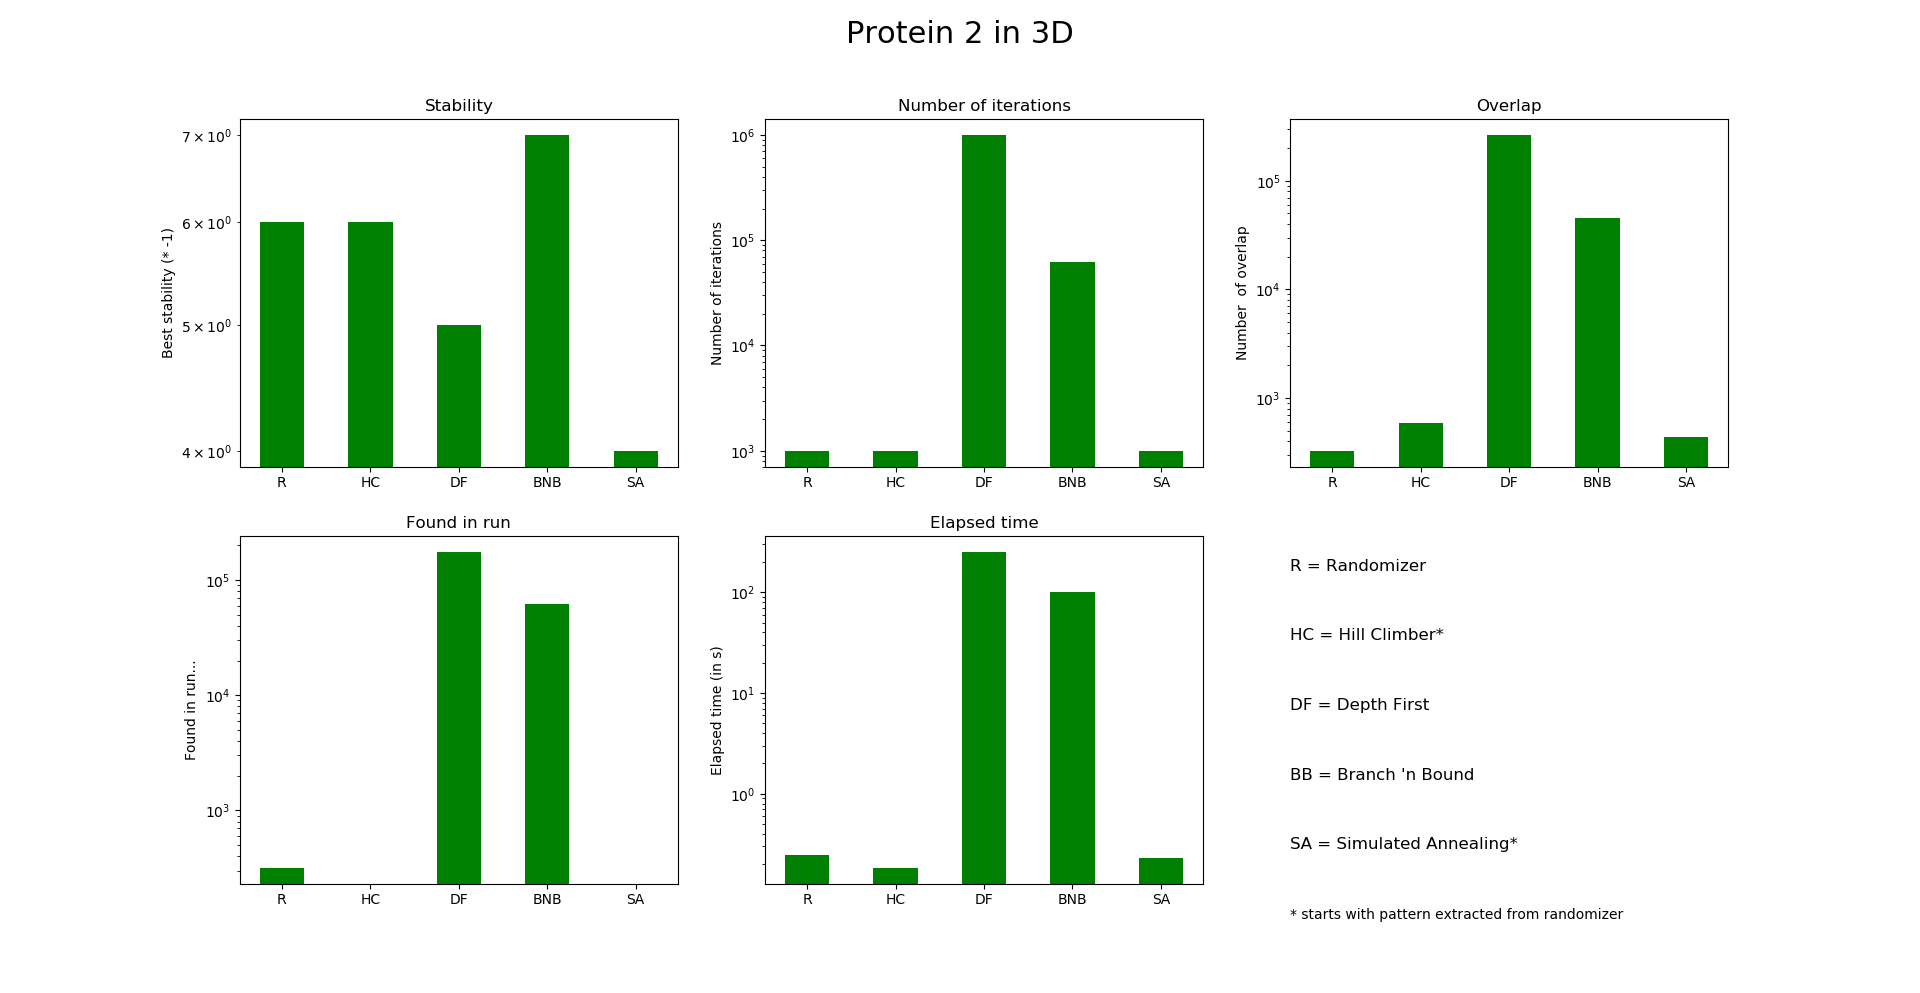 Protein 2 in 3D
Stability
Best stability (* -1)
7 × 10⁰
6 × 10⁰
5 × 10⁰
4 × 10⁰
R HC DF BNB SA
Number of iterations
Number of iterations
10⁶
10⁵
10⁴
10³
R HC DF BNB SA
Overlap
Number  of overlap
10⁵
10⁴
10³
R HC DF BNB SA
Found in run
Found in run...
10⁵
10⁴
10³
R HC DF BNB SA
Elapsed time
Elapsed time (in s)
10²
10¹
10⁰
R HC DF BNB SA
R = Randomizer
HC = Hill Climber*
DF = Depth First
BB = Branch 'n Bound
SA = Simulated Annealing*
* starts with pattern extracted from randomizer